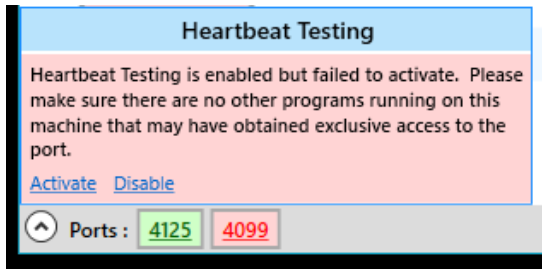 Heartbeat Testing
Heartbeat Testing is enabled but failed to activate.  Please
make sure there are no other programs running on this
machine that may have obtained exclusive access to the
port.
Activate Disable
Ports : 4125 4099